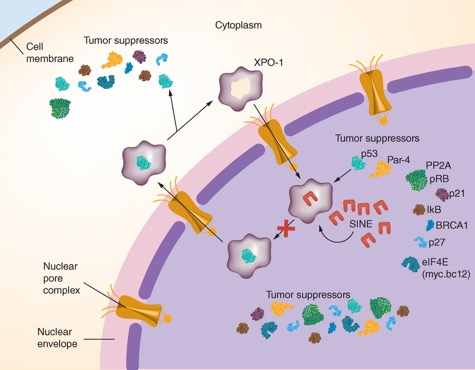 Cytoplasm
Cell
membrane
Tumor suppressors
XPO-1
Tumor suppressors
p53
Par-4
PP2A
pRB
p21
IkB
BRCA1
p27
eIF4E
(myc.bc12)
SINE
Tumor suppressors
Nuclear
pore
complex
Nuclear
envelope